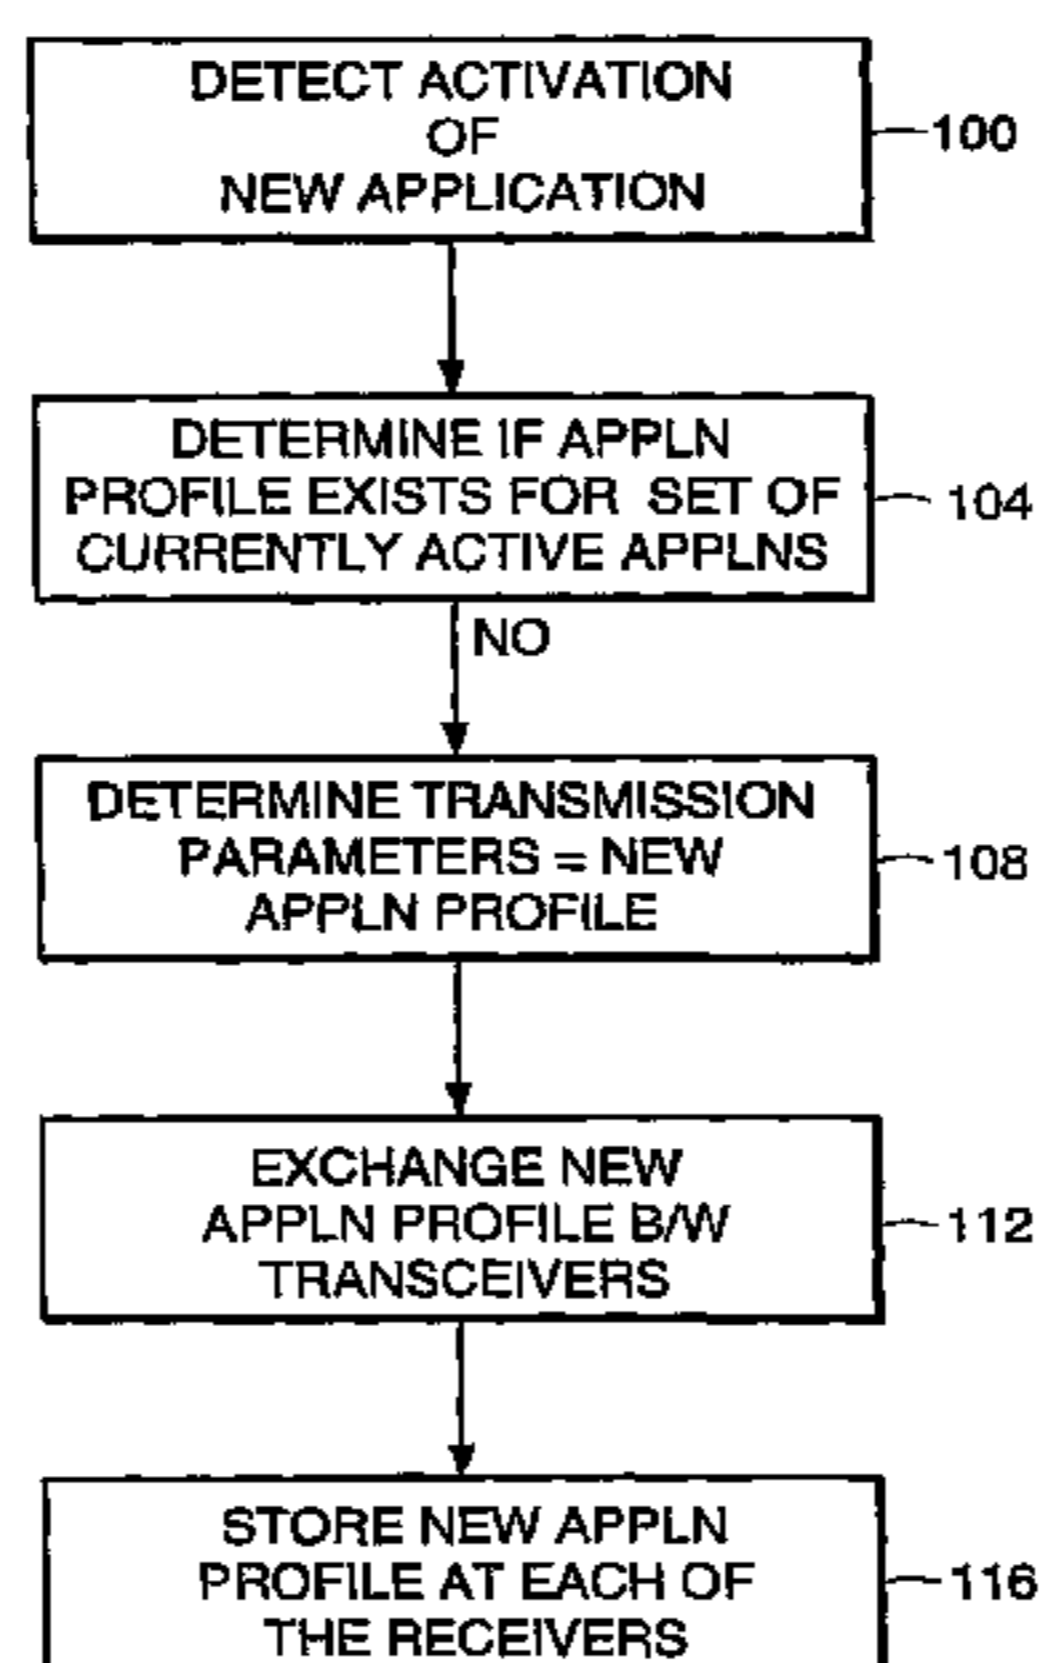 DETECT ACTIVATION
OF
NEW APPLICATION
100
DETERMINE IF APPLN
PROFILE EXISTS FOR SET OF
CURRENTLY ACTIVE APPLNS
104
NO
DETERMINE TRANSMISSION
PARAMETERS = NEW
APPLN PROFILE
108
EXCHANGE NEW
APPLN PROFILE B/W
TRANSCEIVERS
112
STORE NEW APPLN
PROFILE AT EACH OF
THE RECEIVERS
116